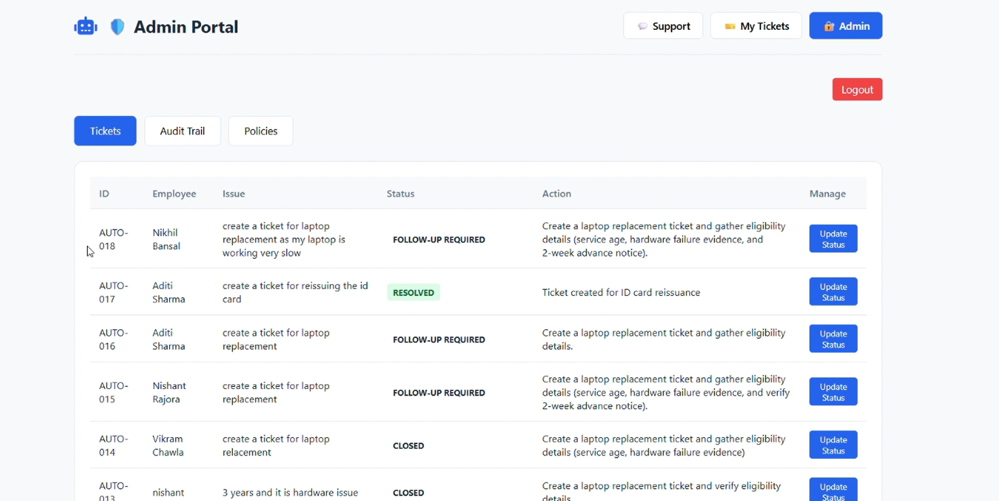 Admin Portal
Support
My Tickets
Admin
Logout
Tickets
Audit Trail
Policies
ID Employee Issue Status Action Manage
AUTO-
018
Nikhil
Bansal
create a ticket for laptop
replacement as my laptop is
working very slow
FOLLOW-UP REQUIRED
Create a laptop replacement ticket and gather eligibility
details (service age, hardware failure evidence, and
2-week advance notice).
Update
Status
AUTO-
017
Aditi
Sharma
create a ticket for reissuing the id
card
RESOLVED
Ticket created for ID card reissuance
Update
Status
AUTO-
016
Aditi
Sharma
create a ticket for laptop
replacement
FOLLOW-UP REQUIRED
Create a laptop replacement ticket and gather eligibility
details.
Update
Status
AUTO-
015
Nishant
Rajora
create a ticket for laptop
replacement
FOLLOW-UP REQUIRED
Create a laptop replacement ticket and gather eligibility
details (service age, hardware failure evidence, and verify
2-week advance notice).
Update
Status
AUTO-
014
Vikram
Chawla
create a ticket for laptop
relacement
CLOSED
Create a laptop replacement ticket and gather eligibility
details (service age, hardware failure evidence)
Update
Status
AUTO-
013
nishant
3 years and it is hardware issue
CLOSED
Create a laptop replacement ticket and verify eligibility
details
Update
Status